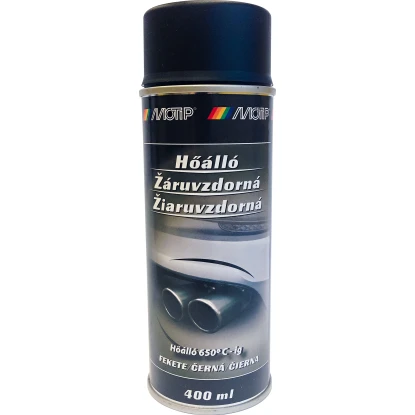 MOTIP MOTIP
Hőálló
Žáruvzdorná
Žiaruvzdorná
Hőálló 650°C-ig
FEKETE ČERNÁ ČIERNA
400 ml